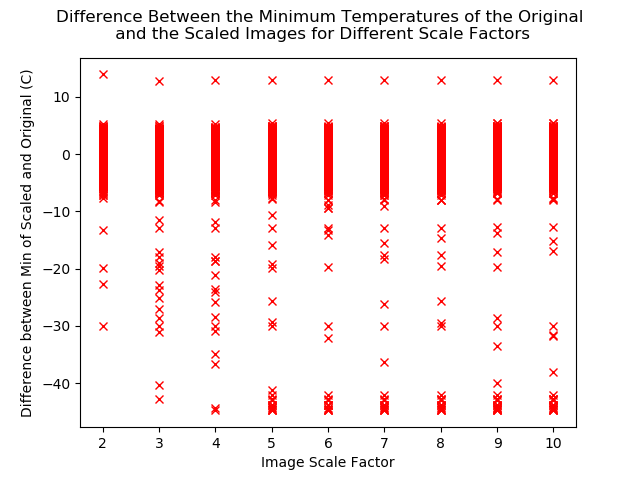 Difference Between the Minimum Temperatures of the Original
and the Scaled Images for Different Scale Factors
Difference between Min of Scaled and Original (C)
10
0
−10
−20
−30
−40
2 3 4 5 6 7 8 9 10
Image Scale Factor